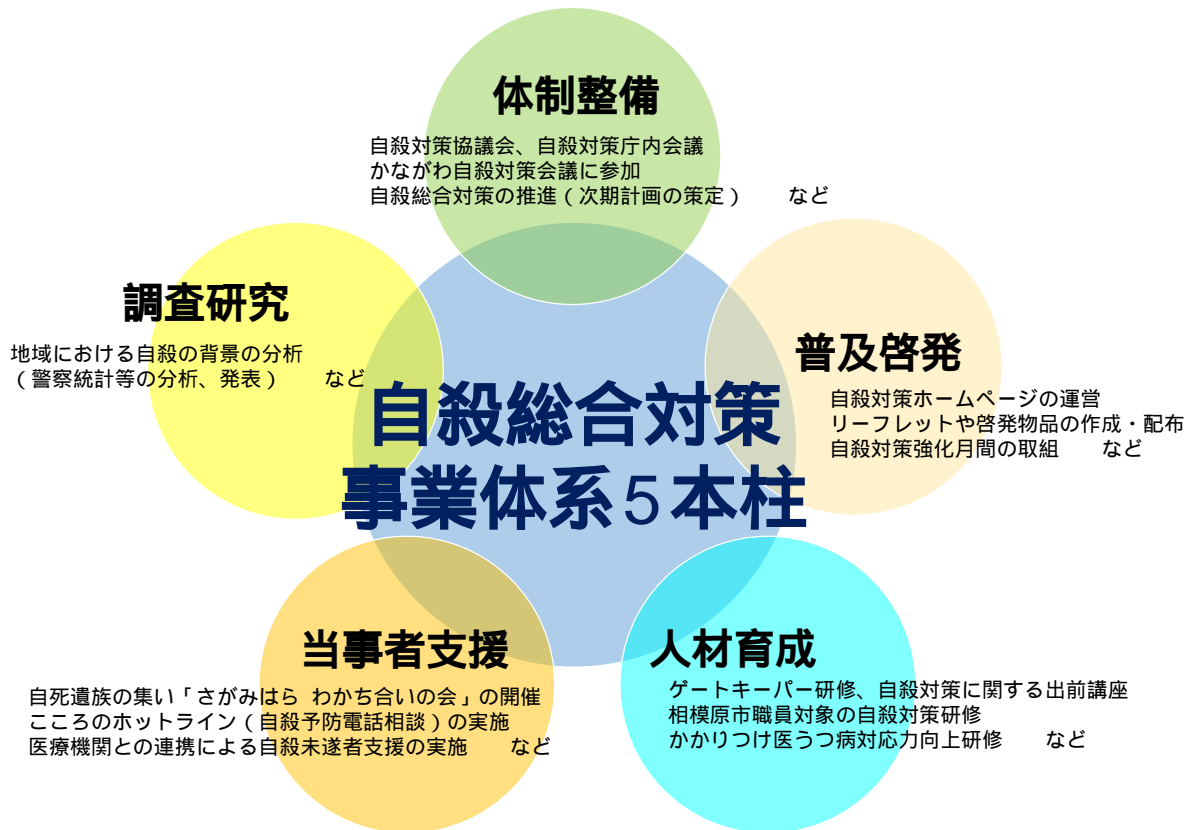 体制整備
自殺対策協議会、自殺対策庁内会議
かながわ自殺対策会議に参加
自殺総合対策の推進（次期計画の策定）　　など
調査研究
地域における自殺の背景の分析
（警察統計等の分析、発表）　　など
普及啓発
自殺対策ホームページの運営
リーフレットや啓発物品の作成・配布
自殺対策強化月間の取組　　など
自殺総合対策
事業体系5本柱
当事者支援
自死遺族の集い「さがみはら わかち合いの会」の開催
こころのホットライン（自殺予防電話相談）の実施
医療機関との連携による自殺未遂者支援の実施　　など
人材育成
ゲートキーパー研修、自殺対策に関する出前講座
相模原市職員対象の自殺対策研修
かかりつけ医うつ病対応力向上研修　　など